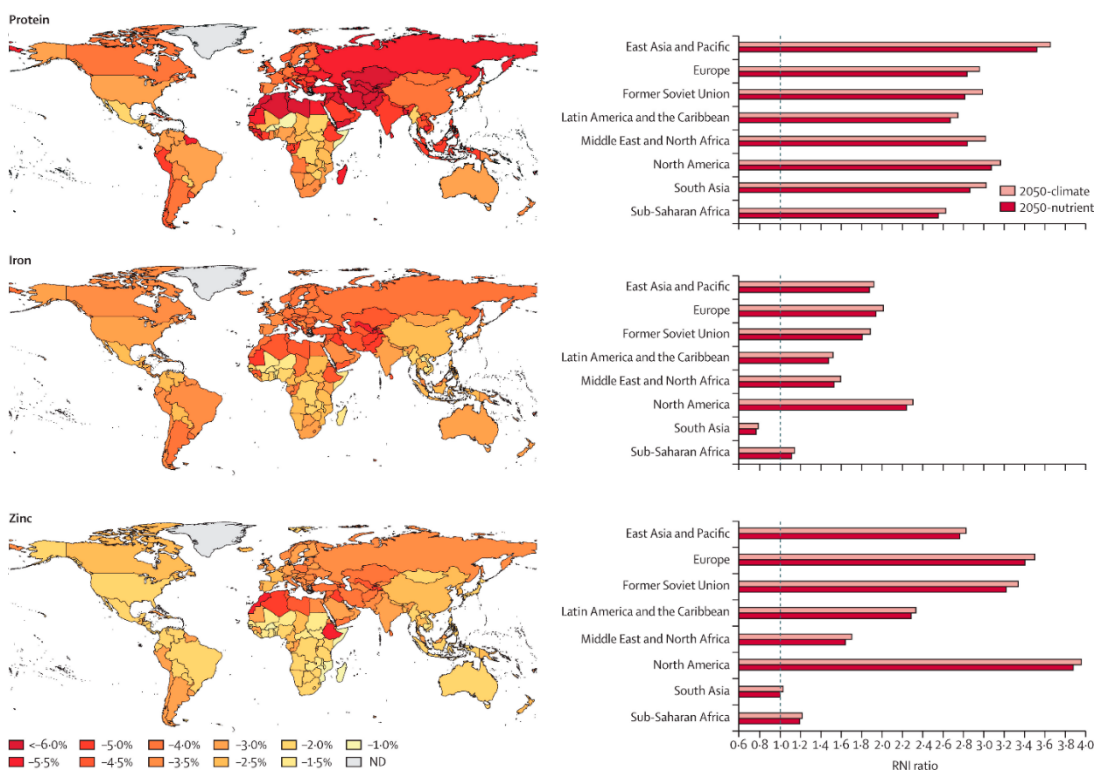 Protein
East Asia and Pacific
Europe
Former Soviet Union
Latin America and the Caribbean
Middle East and North Africa
North America
South Asia
Sub-Saharan Africa
2050-climate
2050-nutrient
Iron
East Asia and Pacific
Europe
Former Soviet Union
Latin America and the Caribbean
Middle East and North Africa
North America
South Asia
Sub-Saharan Africa
Zinc
East Asia and Pacific
Europe
Former Soviet Union
Latin America and the Caribbean
Middle East and North Africa
North America
South Asia
Sub-Saharan Africa
0·6 0·8 1·0 1·2 1·4 1·6 1·8 2·0 2·2 2·4 2·6 2·8 3·0 3·2 3·4 3·6 3·8 4·0
RNI ratio
<–6·0% –5·0% –4·0% –3·0% –2·0% –1·0%
–5·5% –4·5% –3·5% –2·5% –1·5% ND